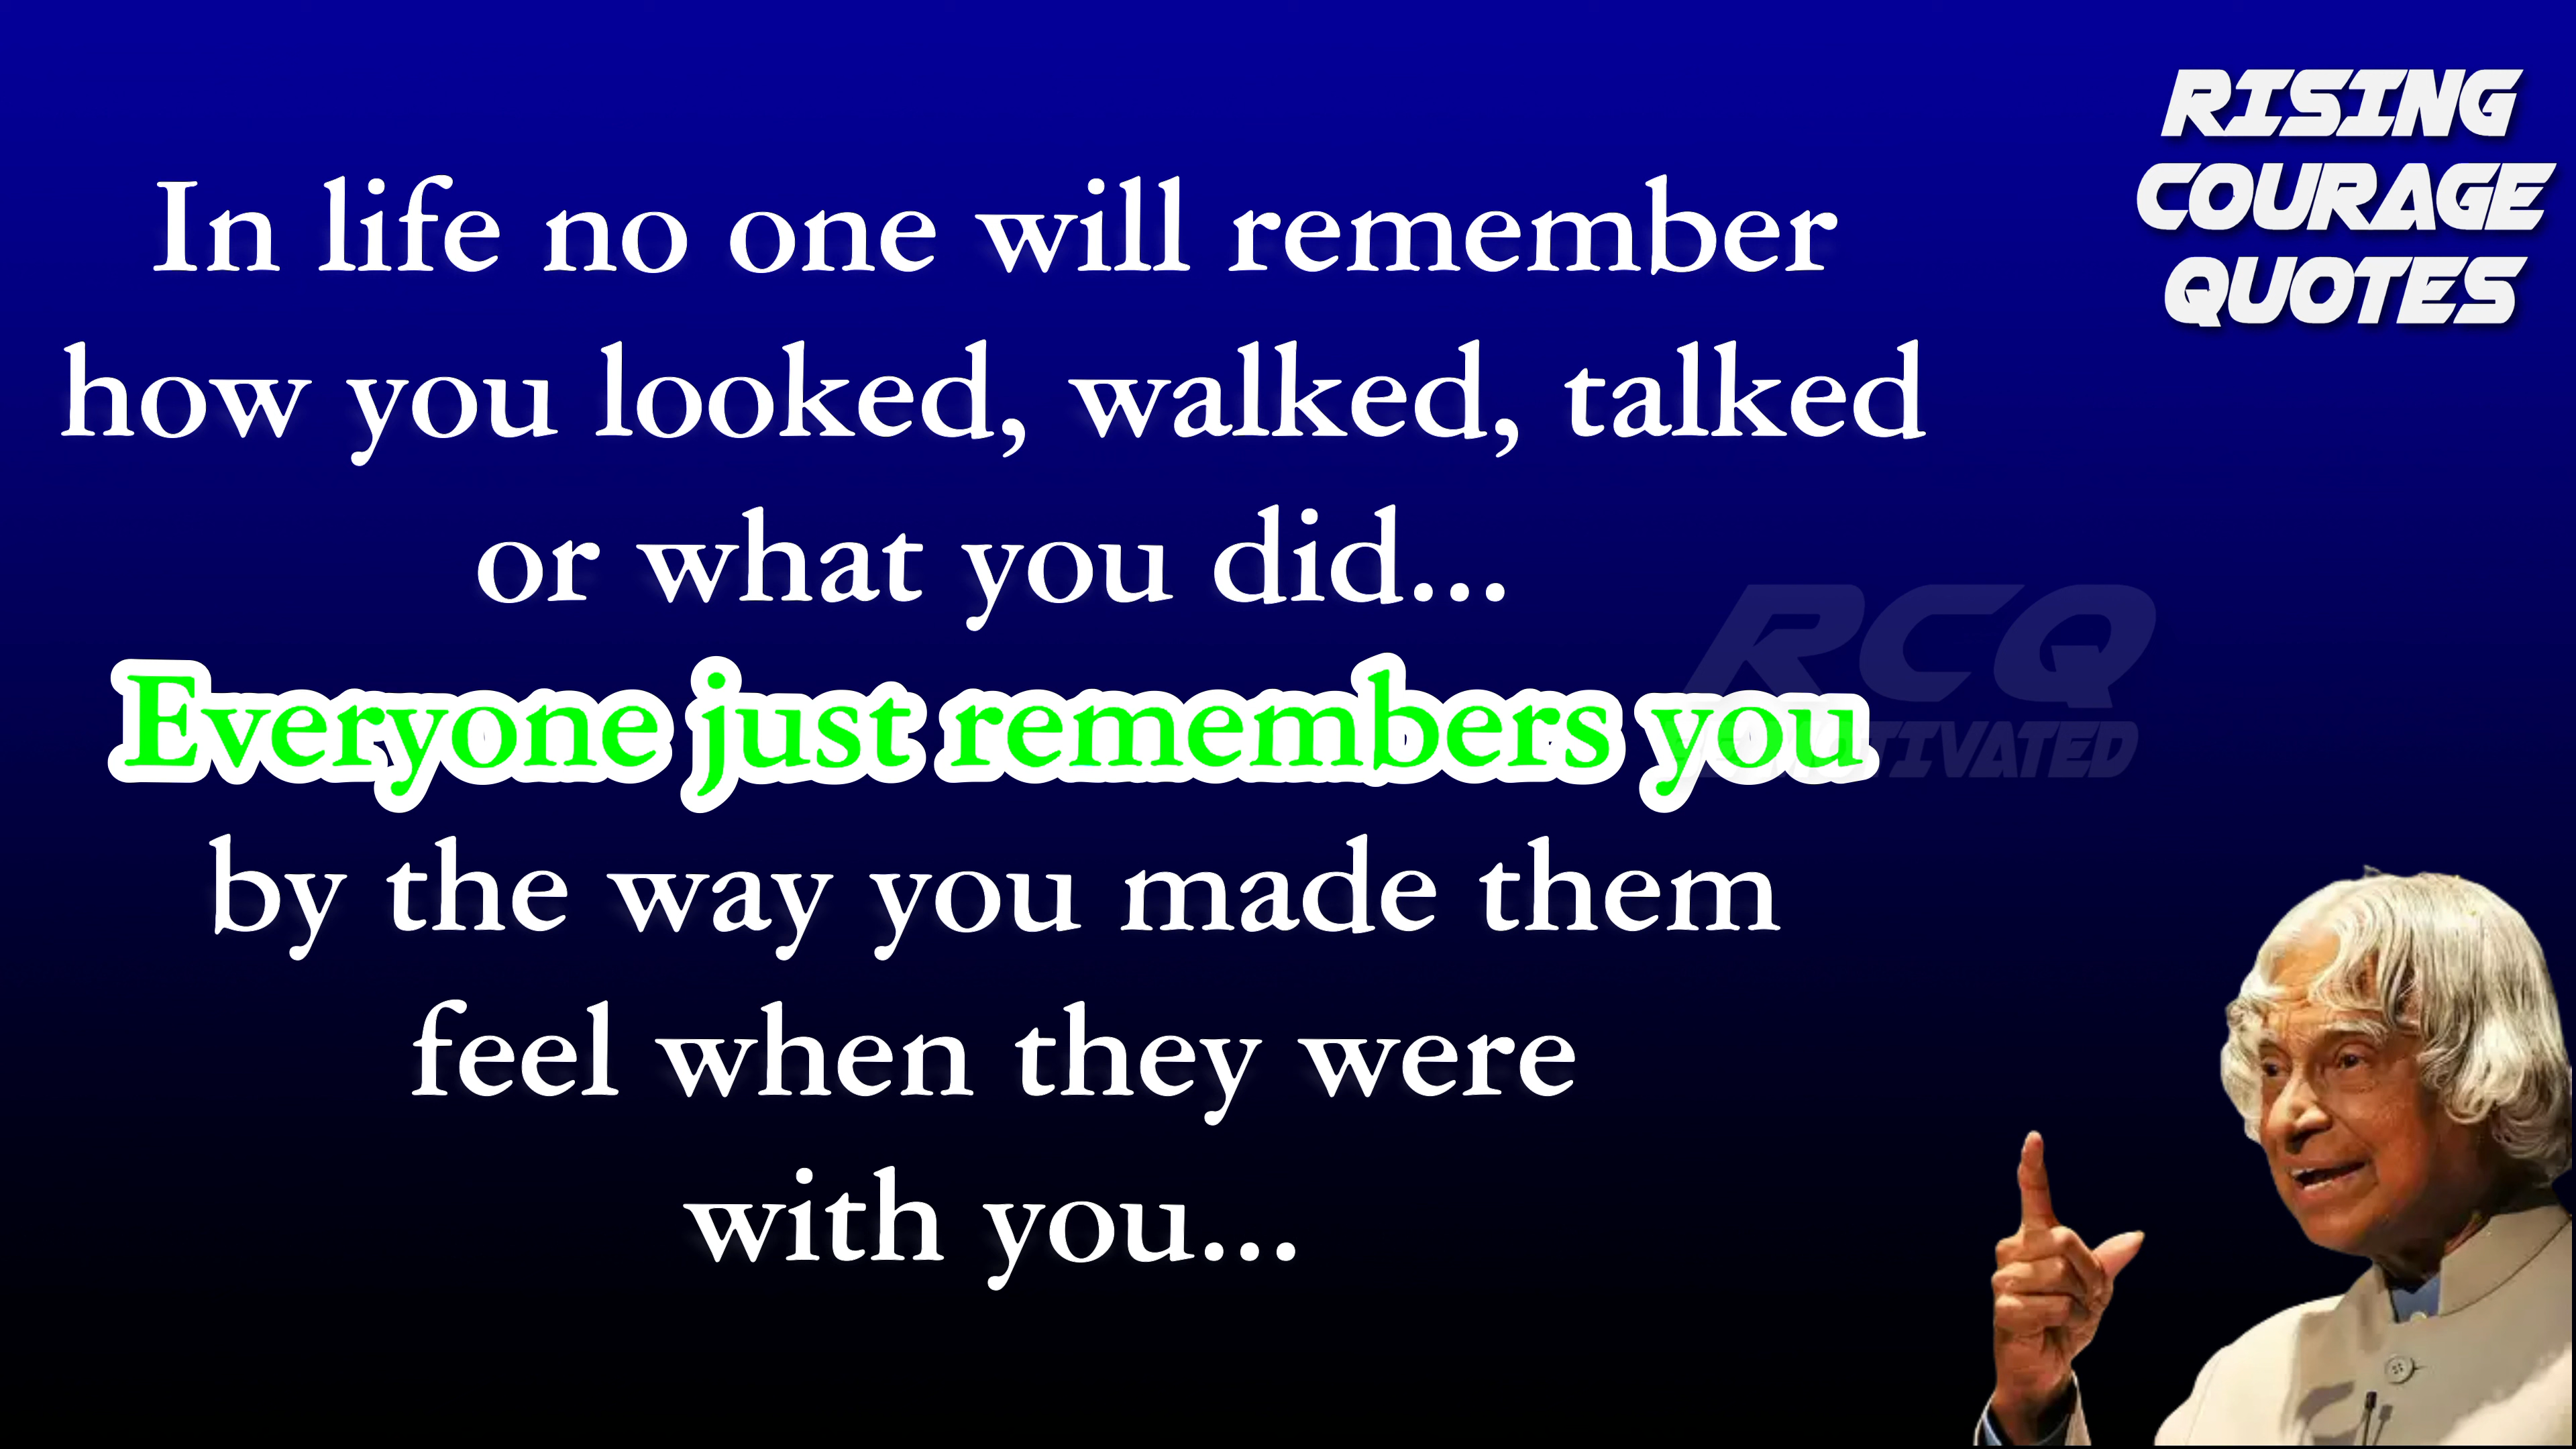 RISING
COURAGE
QUOTES
In life no one will remember
how you looked, walked, talked
or what you did...
Everyone just remembers you
by the way you made them
feel when they were
with you...
RCQ
MOTIVATED